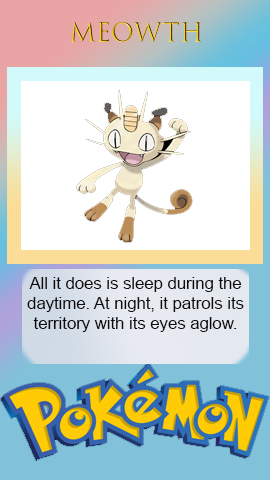 MEOWTH
All it does is sleep during the
daytime. At night, it patrols its
territory with its eyes aglow.
POKéMON